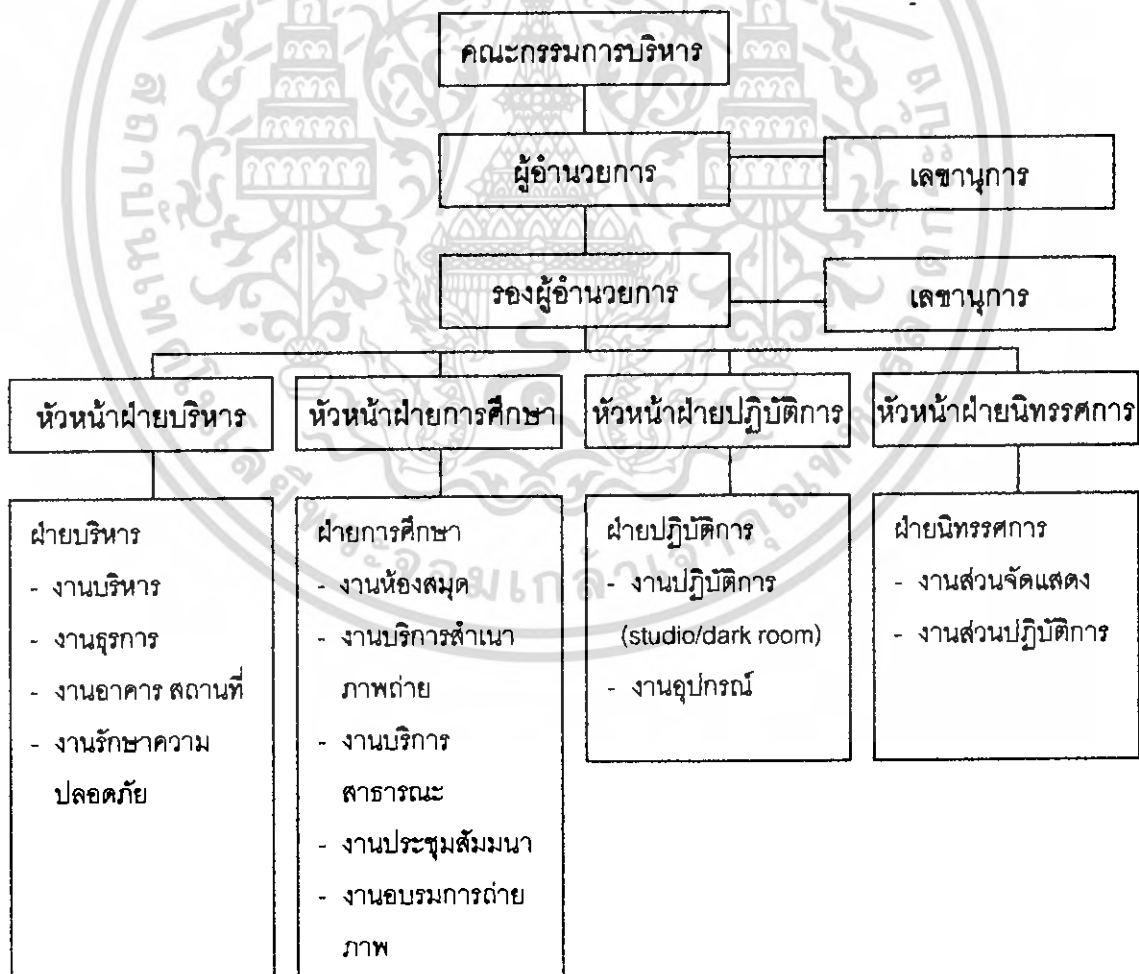 คณะกรรมการบริหาร
ผู้อำนวยการ
เลขานุการ
รองผู้อำนวยการ
เลขานุการ
หัวหน้าฝ่ายบริหาร
หัวหน้าฝ่ายการศึกษา
หัวหน้าฝ่ายปฏิบัติการ
หัวหน้าฝ่ายนิทรรศการ
ฝ่ายบริหาร
- งานบริหาร
- งานธุรการ
- งานอาคาร สถานที่
- งานรักษาความ
ปลอดภัย
ฝ่ายการศึกษา
- งานห้องสมุด
- งานบริการสำเนา
ภาพถ่าย
- งานบริการ
สาธารณะ
- งานประชุมสัมมนา
- งานอบรมการถ่าย
ภาพ
ฝ่ายปฏิบัติการ
- งานปฏิบัติการ
(studio/dark room)
- งานอุปกรณ์
ฝ่ายนิทรรศการ
- งานส่วนจัดแสดง
- งานส่วนปฏิบัติการ